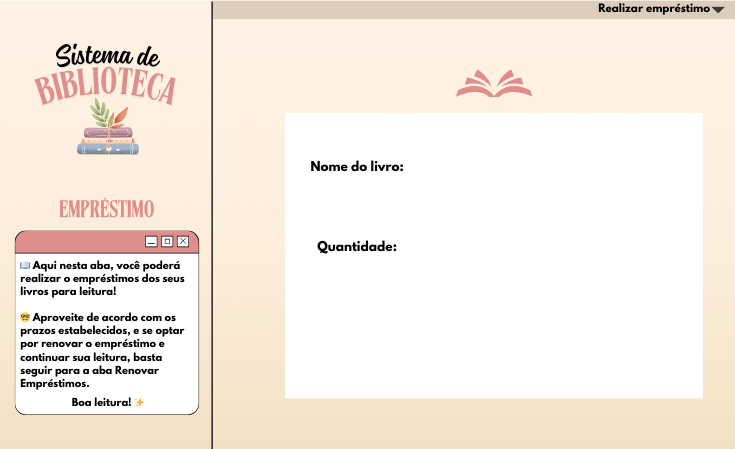 Realizar empréstimo
Sistema de
BIBLIOTECA
EMPRÉSTIMO
📖 Aqui nesta aba, você poderá
realizar o empréstimos dos seus
livros para leitura!
🤓 Aproveite de acordo com os
prazos estabelecidos, e se optar
por renovar o empréstimo e
continuar sua leitura, basta
seguir para a aba Renovar
Empréstimos.
Boa leitura! ✨
Nome do livro:
Quantidade: